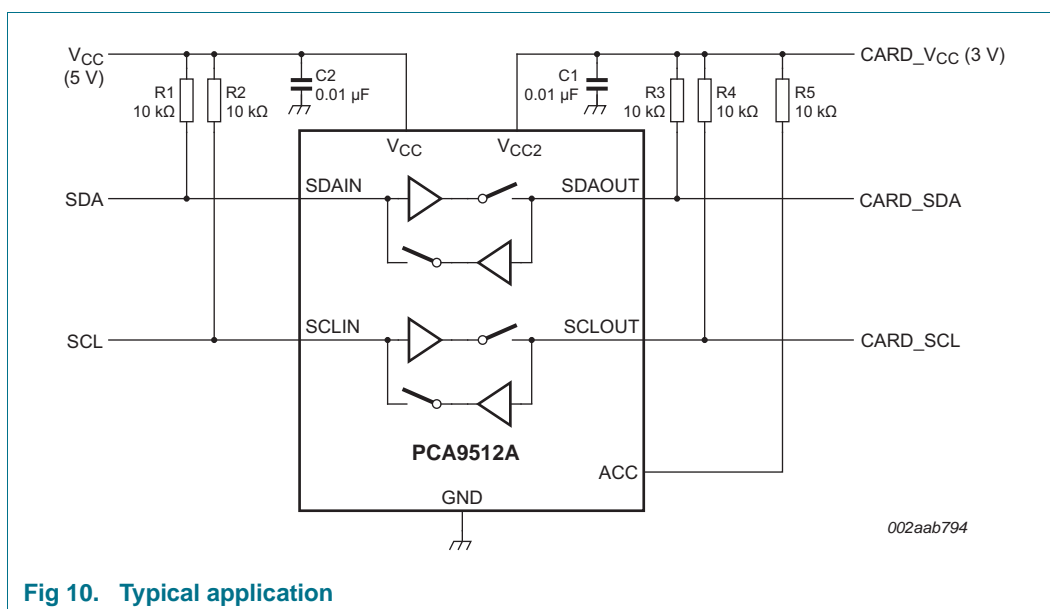 VCC
(5 V)
CARD_VCC (3 V)
R1
10 kΩ
R2
10 kΩ
C2
0.01 μF
C1
0.01 μF
R3
10 kΩ
R4
10 kΩ
R5
10 kΩ
VCC
VCC2
SDA
SDAIN
SDAOUT
CARD_SDA
SCL
SCLIN
SCLOUT
CARD_SCL
PCA9512A
ACC
GND
002aab794
Fig 10. Typical application